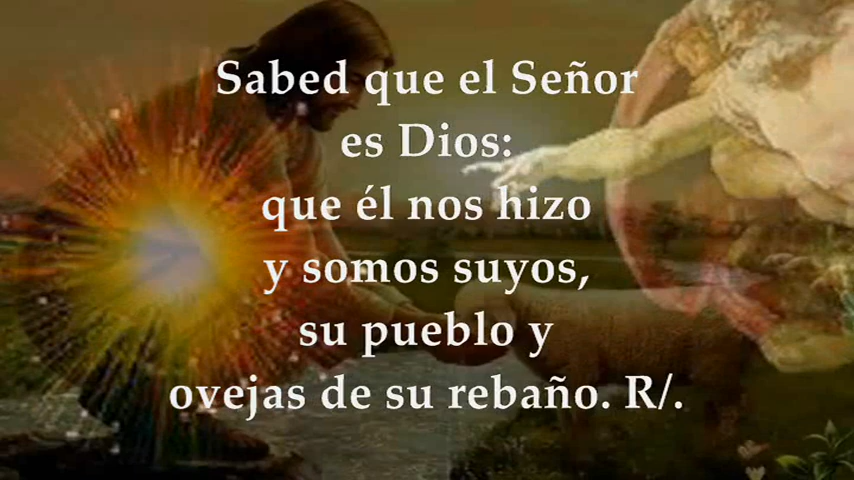 Sabed que el Señor
es Dios:
que él nos hizo
y somos suyos,
su pueblo y
ovejas de su rebaño. R/.